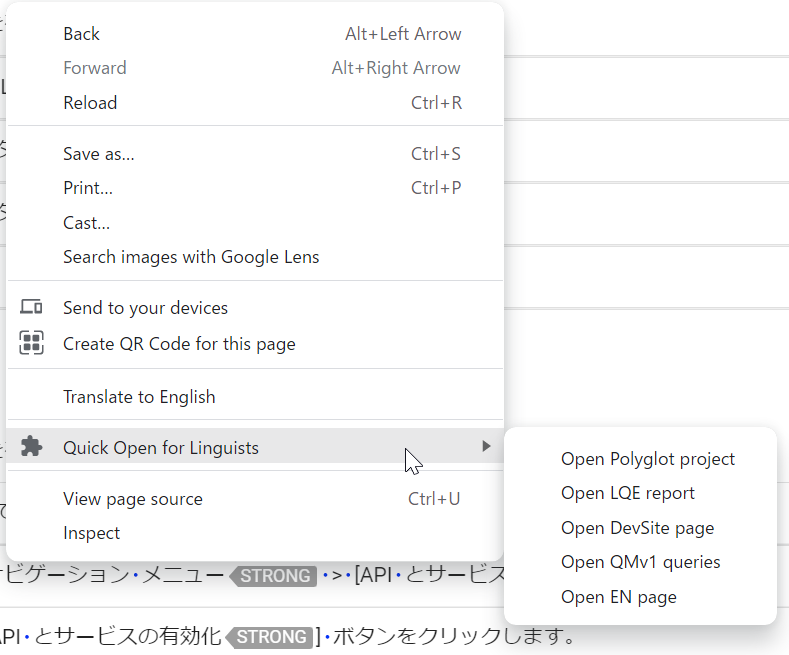 Back Alt+Left Arrow
Forward Alt+Right Arrow
Reload Ctrl+R
Save as... Ctrl+S
Print... Ctrl+P
Cast...
Search images with Google Lens
Send to your devices
Create QR Code for this page
Translate to English
Quick Open for Linguists
Open Polyglot project
Open LQE report
View page source Ctrl+U
Open DevSite page
Inspect
Open QMv1 queries
Open EN page
ビゲーション・メニュー STRONG ・>・[API・とサービス
API・とサービスの有効化 STRONG ]・ボタンをクリックします。